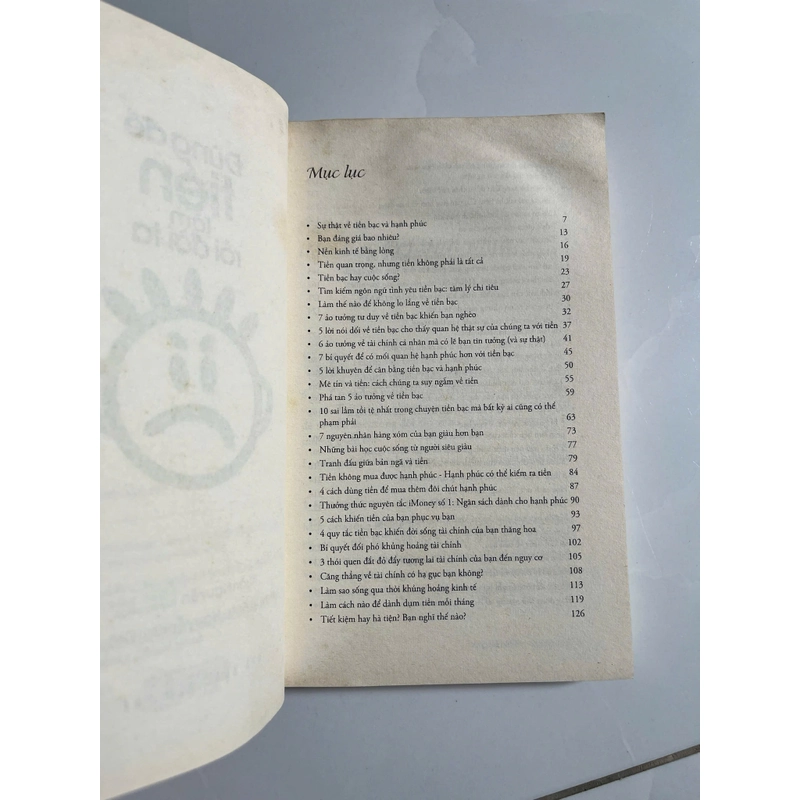 Mục lục
• Sự thật về tiền bạc và hạnh phúc 7
• Bạn đáng giá bao nhiêu? 13
• Nền kinh tế bằng lòng 16
• Tiền quan trọng, nhưng tiền không phải là tất cả 19
• Tiền bạc hay cuộc sống? 23
• Tìm kiếm ngôn ngữ tình yêu tiền bạc: tâm lý chi tiêu 27
• Làm thế nào để không lo lắng về tiền bạc 30
• 7 ảo tưởng tư duy về tiền bạc khiến bạn nghèo 32
• 5 lời nói dối về tiền bạc cho thấy quan hệ thật sự của chúng ta với tiền 37
• 6 ảo tưởng về tài chính cá nhân mà có lẽ bạn tin tưởng (và sự thật) 41
• 7 bí quyết để có mối quan hệ hạnh phúc hơn với tiền bạc 45
• 5 lời khuyên để cân bằng tiền bạc và hạnh phúc 50
• Mê tín và tiền: cách chúng ta suy ngẫm về tiền 55
• Phá tan 5 ảo tưởng về tiền bạc 59
• 10 sai lầm tồi tệ nhất trong chuyện tiền bạc mà bất kỳ ai cũng có thể
phạm phải 63
• 7 nguyên nhân hàng xóm của bạn giàu hơn bạn 73
• Những bài học cuộc sống từ người siêu giàu 77
• Tranh đấu giữa bản ngã và tiền 79
• Tiền không mua được hạnh phúc - Hạnh phúc có thể kiếm ra tiền 84
• 4 cách dùng tiền để mua thêm đôi chút hạnh phúc 87
• Thưởng thức nguyên tắc iMoney số 1: Ngân sách dành cho hạnh phúc 90
• 5 cách khiến tiền của bạn phục vụ bạn 93
• 4 quy tắc tiền bạc khiến đời sống tài chính của bạn thăng hoa 97
• Bí quyết đối phó khủng hoảng tài chính 102
• 3 thói quen đắt đỏ đẩy tương lai tài chính của bạn đến nguy cơ 105
• Căng thẳng về tài chính có hạ gục bạn không? 108
• Làm sao sống qua thời khủng hoảng kinh tế 113
• Làm cách nào để dành dụm tiền mỗi tháng 119
• Tiết kiệm hay hà tiện? Bạn nghĩ thế nào? 126